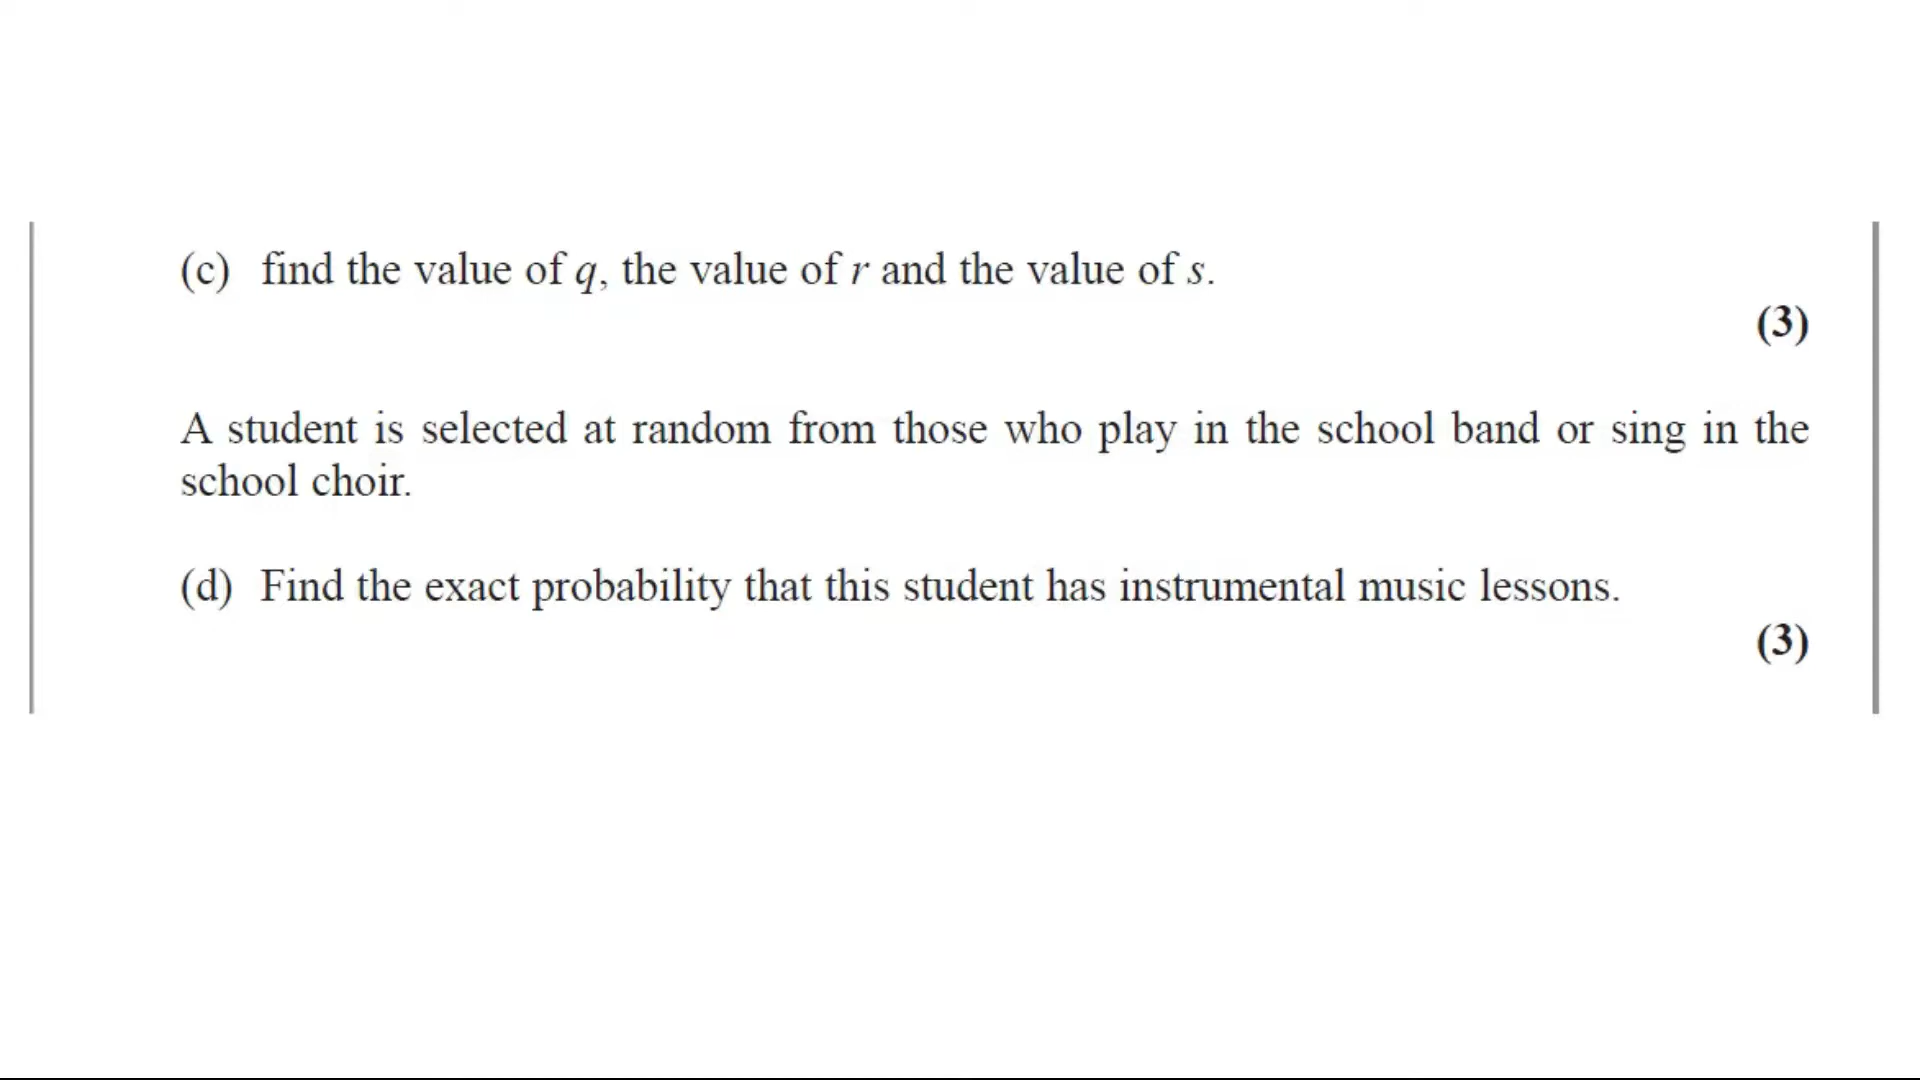 (c) find the value of q, the value of r and the value of s.
(3)
A student is selected at random from those who play in the school band or sing in the
school choir.
(d) Find the exact probability that this student has instrumental music lessons.
(3)